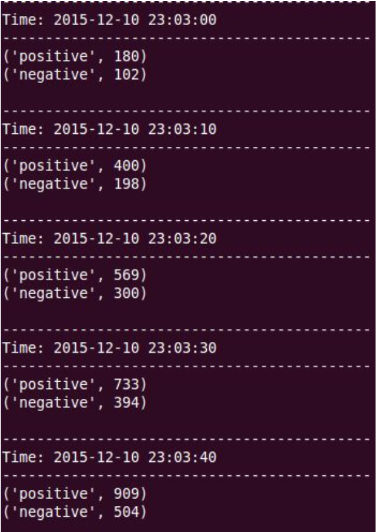 -------------------------------------------
Time: 2015-12-10 23:03:00
-------------------------------------------
('positive', 180)
('negative', 102)
-------------------------------------------
Time: 2015-12-10 23:03:10
-------------------------------------------
('positive', 400)
('negative', 198)
-------------------------------------------
Time: 2015-12-10 23:03:20
-------------------------------------------
('positive', 569)
('negative', 300)
-------------------------------------------
Time: 2015-12-10 23:03:30
-------------------------------------------
('positive', 733)
('negative', 394)
-------------------------------------------
Time: 2015-12-10 23:03:40
-------------------------------------------
('positive', 909)
('negative', 504)